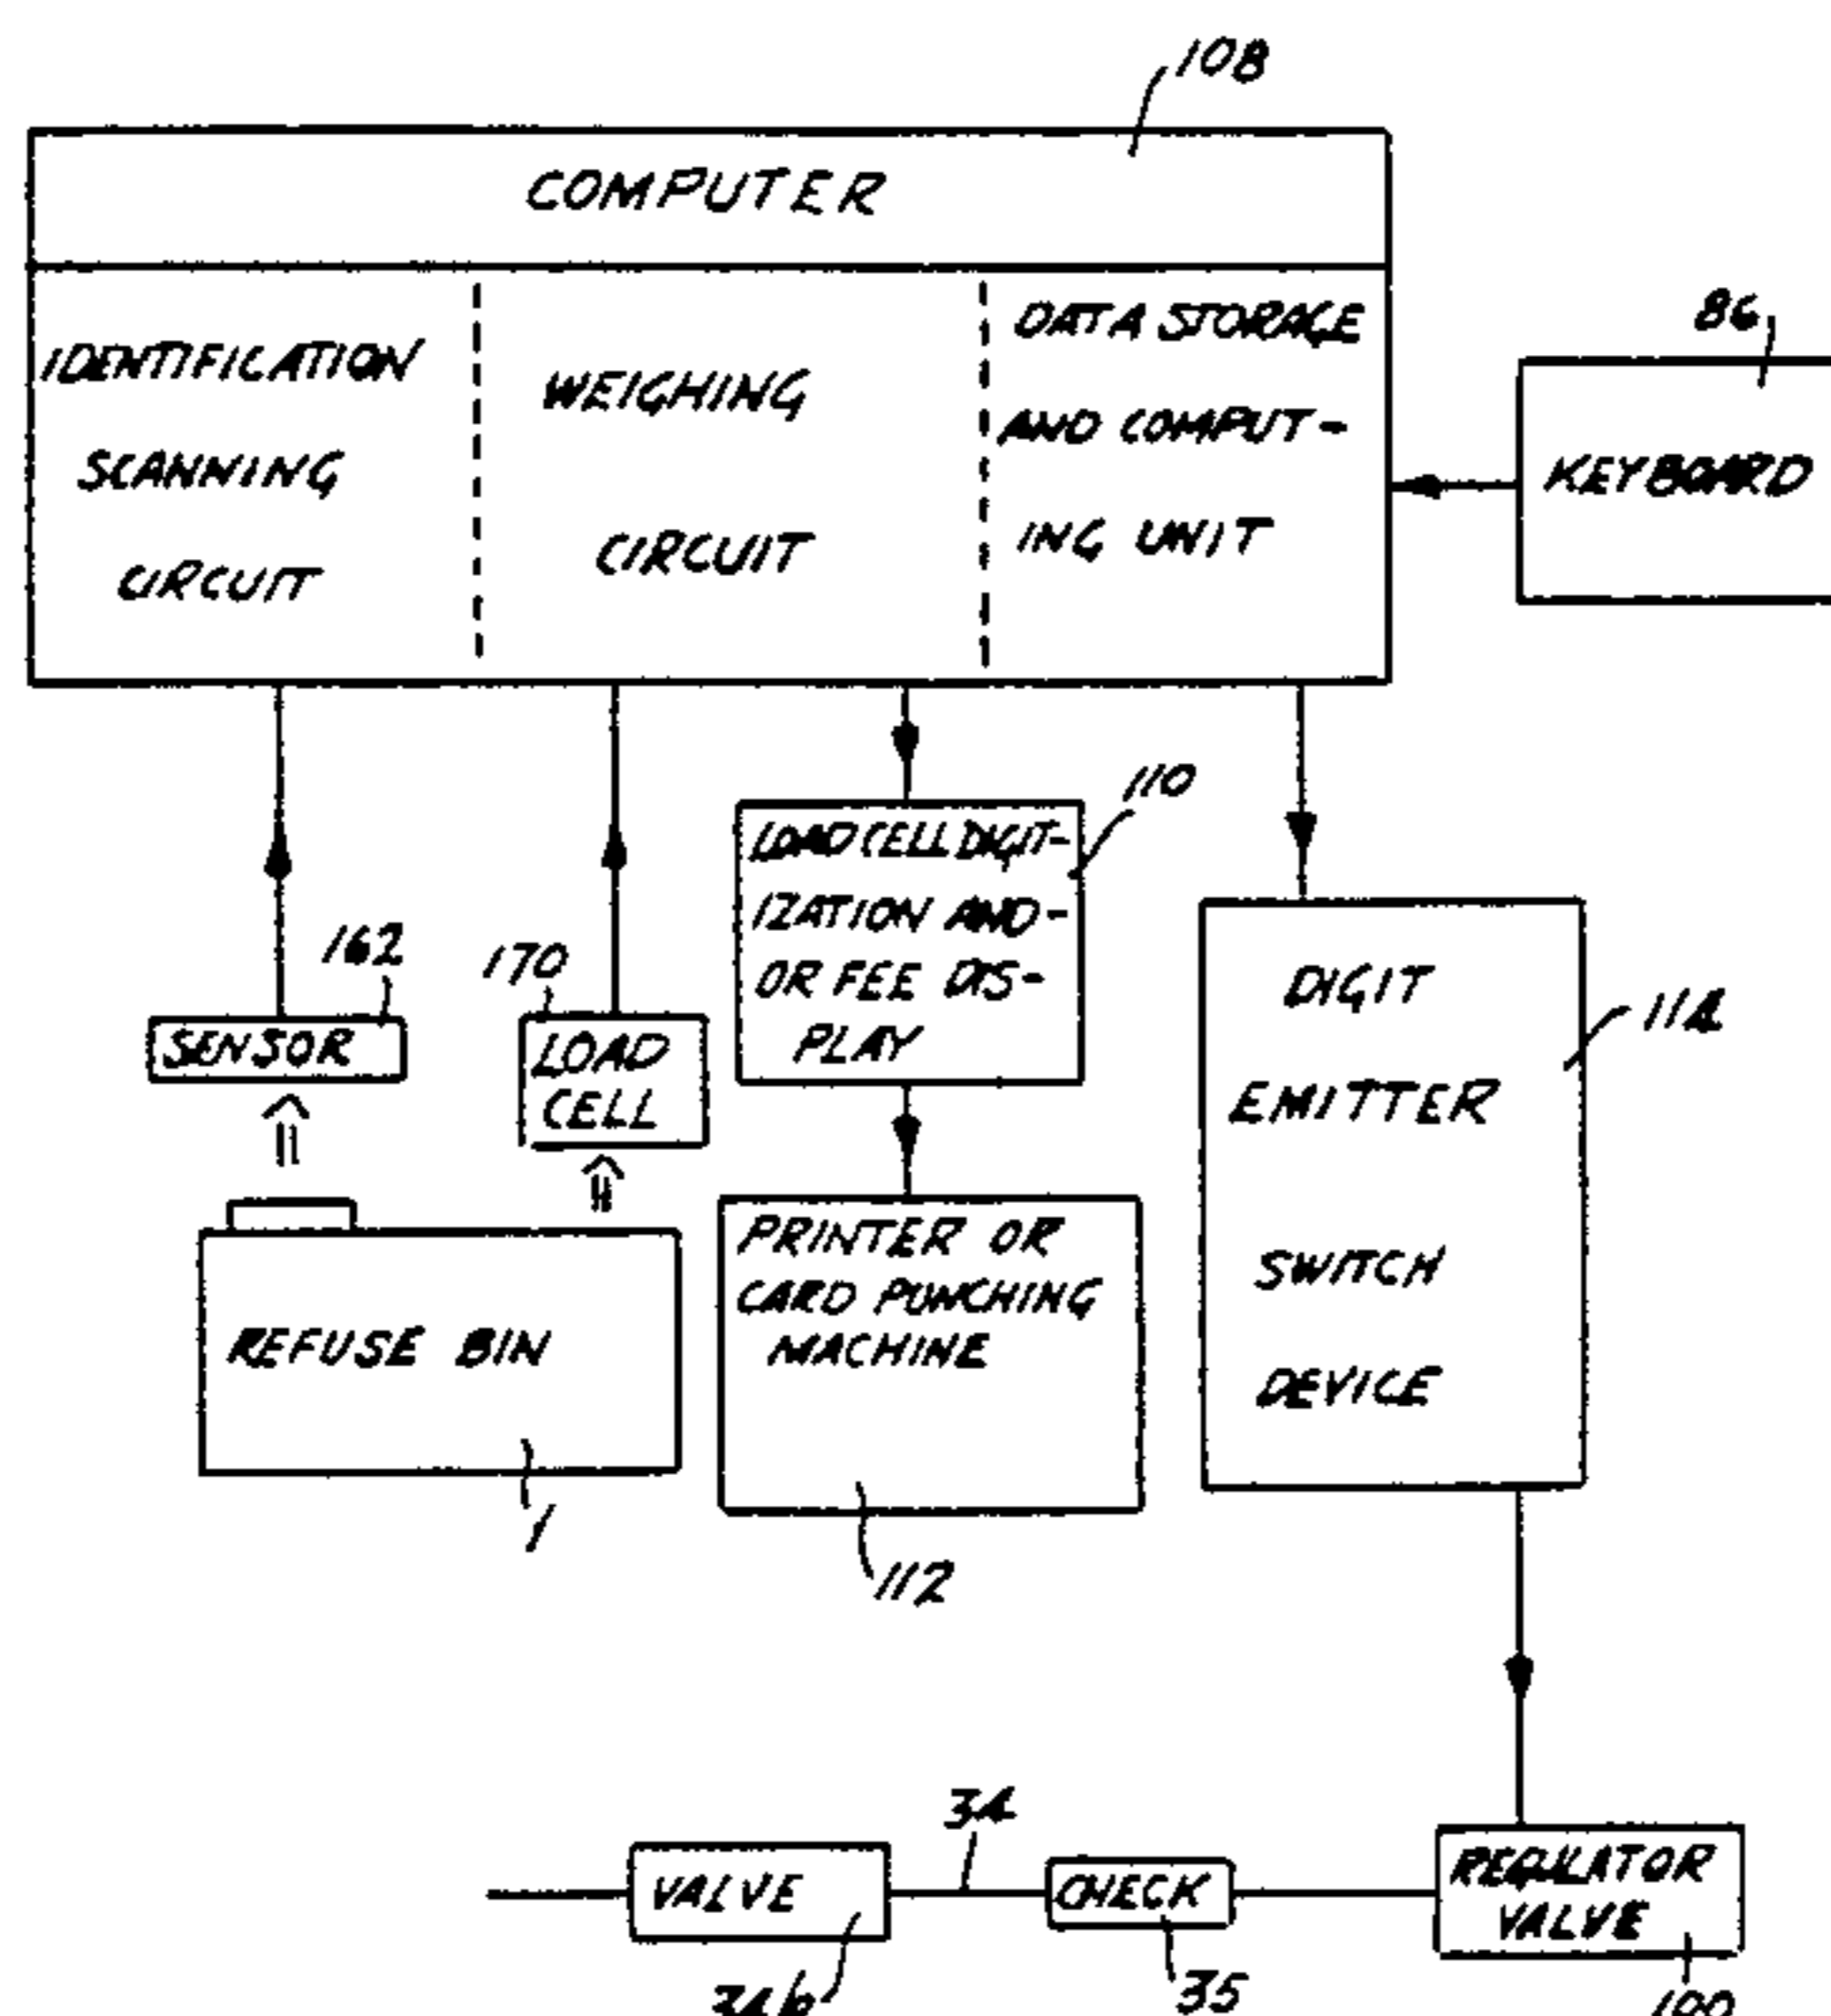 108
COMPUTER
IDENTIFICATION
SCANNING
CIRCUIT
WEIGHING
CIRCUIT
DATA STORAGE
AND COMPUT-
ING UNIT
86
KEYBOARD
110
LOAD CELL DIGIT-
IZATION AND-
OR FEE DIS-
PLAY
162
SENSOR
170
LOAD
CELL
DIGIT
EMITTER
SWITCH
DEVICE
REFUSE BIN
1
PRINTER OR
CARD PUNCHING
MACHINE
112
34
VALVE
CHECK
35
REGULATOR
VALVE